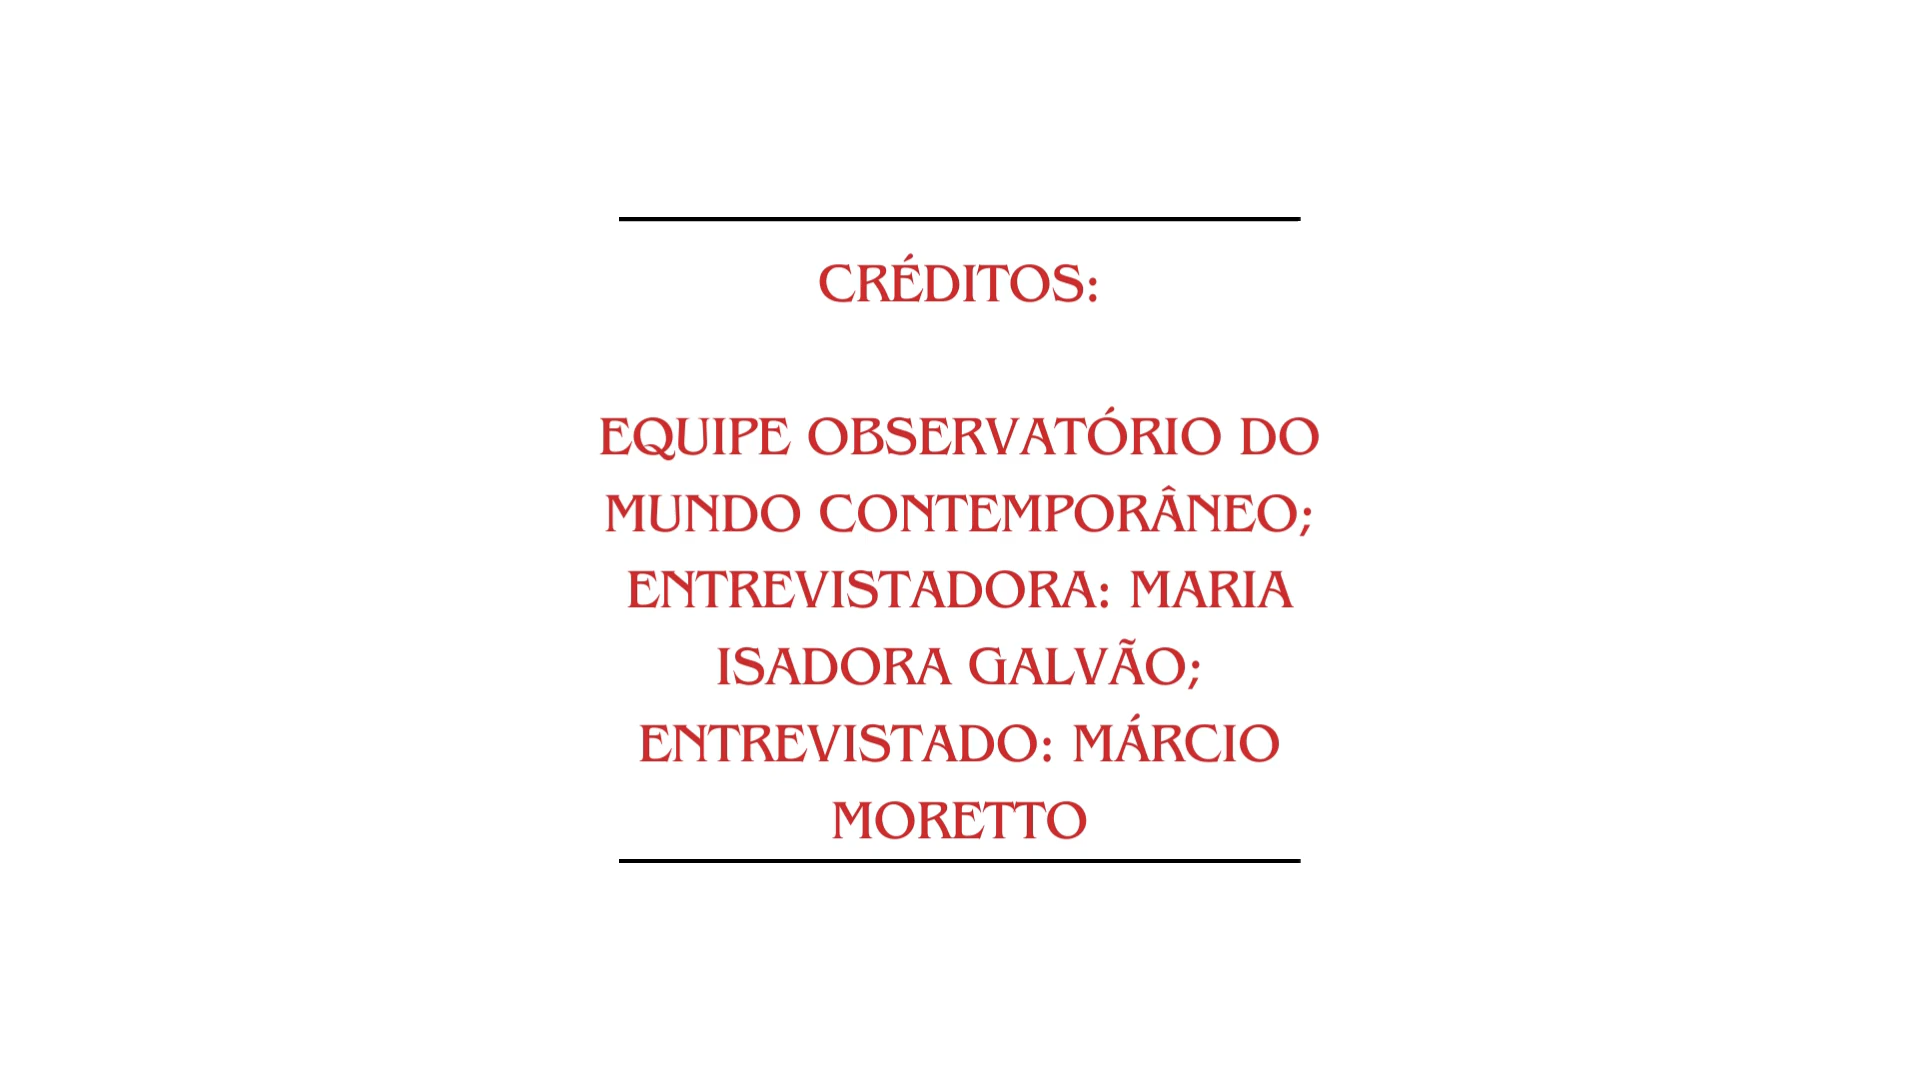 CRÉDITOS:
EQUIPE OBSERVATÓRIO DO
MUNDO CONTEMPORÂNEO;
ENTREVISTADORA: MARIA
ISADORA GALVÃO;
ENTREVISTADO: MÁRCIO
MORETTO